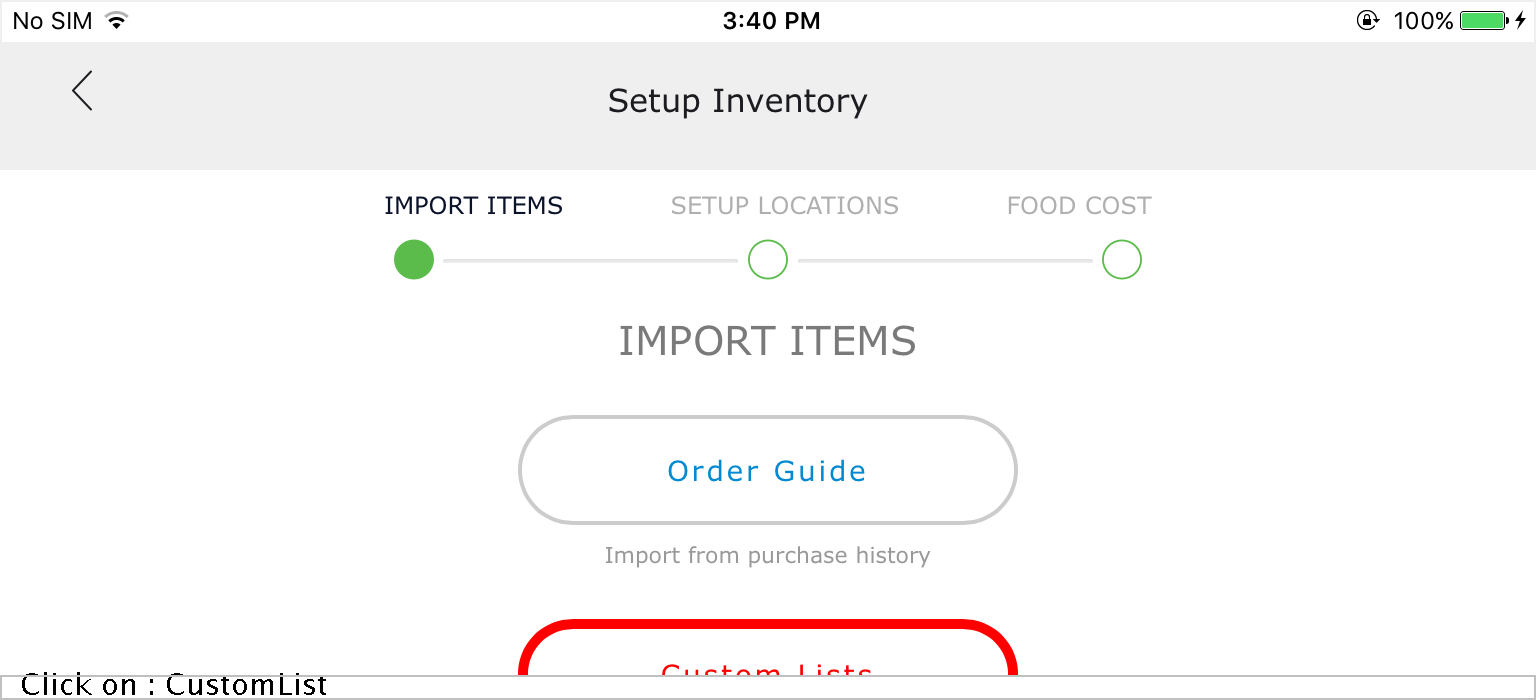 No SIM 3:40 PM 100%
Setup Inventory
IMPORT ITEMS SETUP LOCATIONS FOOD COST
IMPORT ITEMS
Order Guide
Import from purchase history
Custom Lists
Click on : CustomList